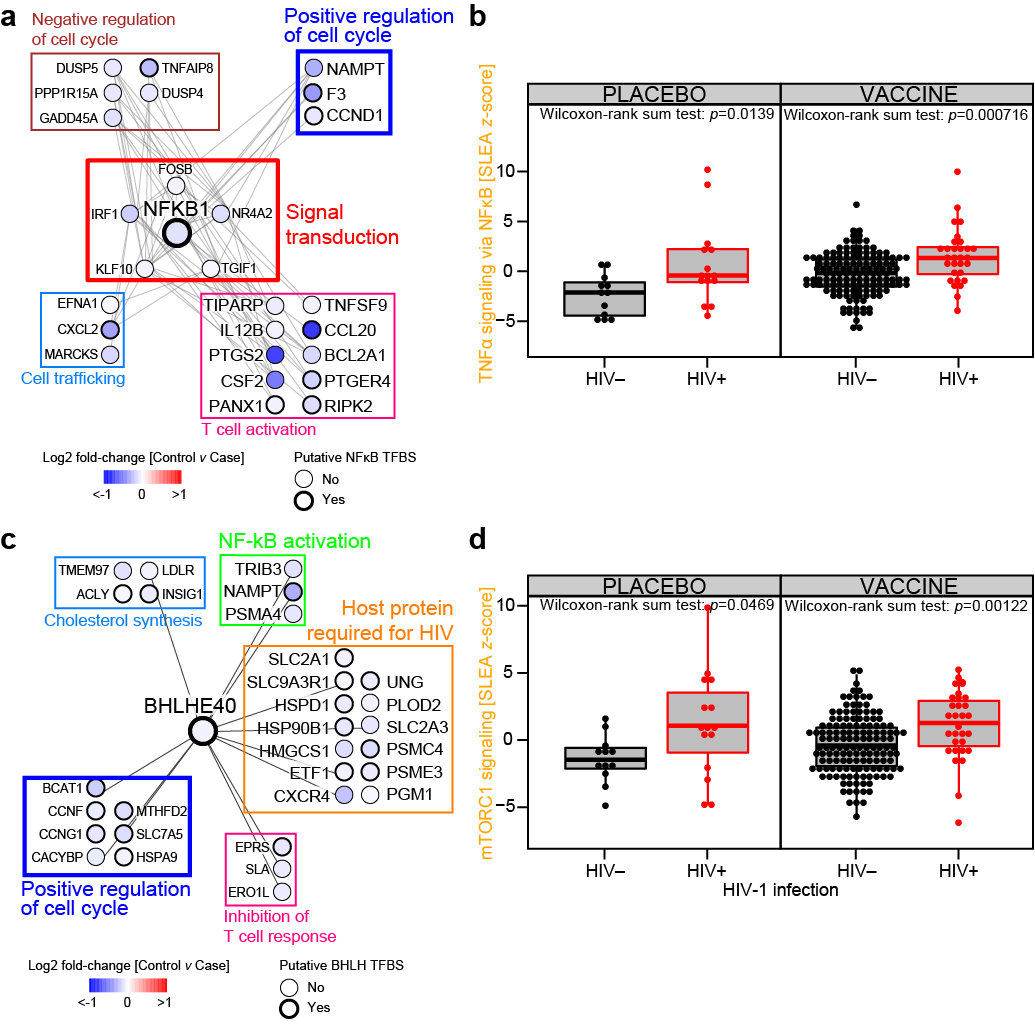 a
Negative regulation
of cell cycle
DUSP5
TNFAIP8
PPP1R15A
DUSP4
GADD45A
Positive regulation
of cell cycle
NAMPT
F3
CCND1
FOSB
IRF1
NFKB1
NR4A2
KLF10
TGIF1
Signal
transduction
EFNA1
CXCL2
MARCKS
Cell trafficking
TIPARP
TNFSF9
IL12B
CCL20
PTGS2
BCL2A1
CSF2
PTGER4
PANX1
RIPK2
T cell activation
Log2 fold-change [Control v Case]
<-1 0 >1
Putative NFκB TFBS
No
Yes
b
TNFα signaling via NFκB [SLEA z-score]
PLACEBO
VACCINE
Wilcoxon-rank sum test: p=0.0139
Wilcoxon-rank sum test: p=0.000716
10
5
0
−5
HIV–
HIV+
HIV–
HIV+
c
NF-kB activation
TRIB3
NAMPT
PSMA4
TMEM97
LDLR
ACLY
INSIG1
Cholesterol synthesis
Host protein
required for HIV
SLC2A1
SLC9A3R1
UNG
HSPD1
PLOD2
HSP90B1
SLC2A3
HMGCS1
PSMC4
ETF1
PSME3
CXCR4
PGM1
BHLHE40
BCAT1
CCNF
MTHFD2
CCNG1
SLC7A5
CACYBP
HSPA9
Positive regulation
of cell cycle
EPRS
SLA
ERO1L
Inhibition of
T cell response
Log2 fold-change [Control v Case]
<-1 0 >1
Putative BHLH TFBS
No
Yes
d
mTORC1 signaling [SLEA z-score]
PLACEBO
VACCINE
Wilcoxon-rank sum test: p=0.0469
Wilcoxon-rank sum test: p=0.00122
10
5
0
−5
HIV–
HIV+
HIV–
HIV+
HIV-1 infection